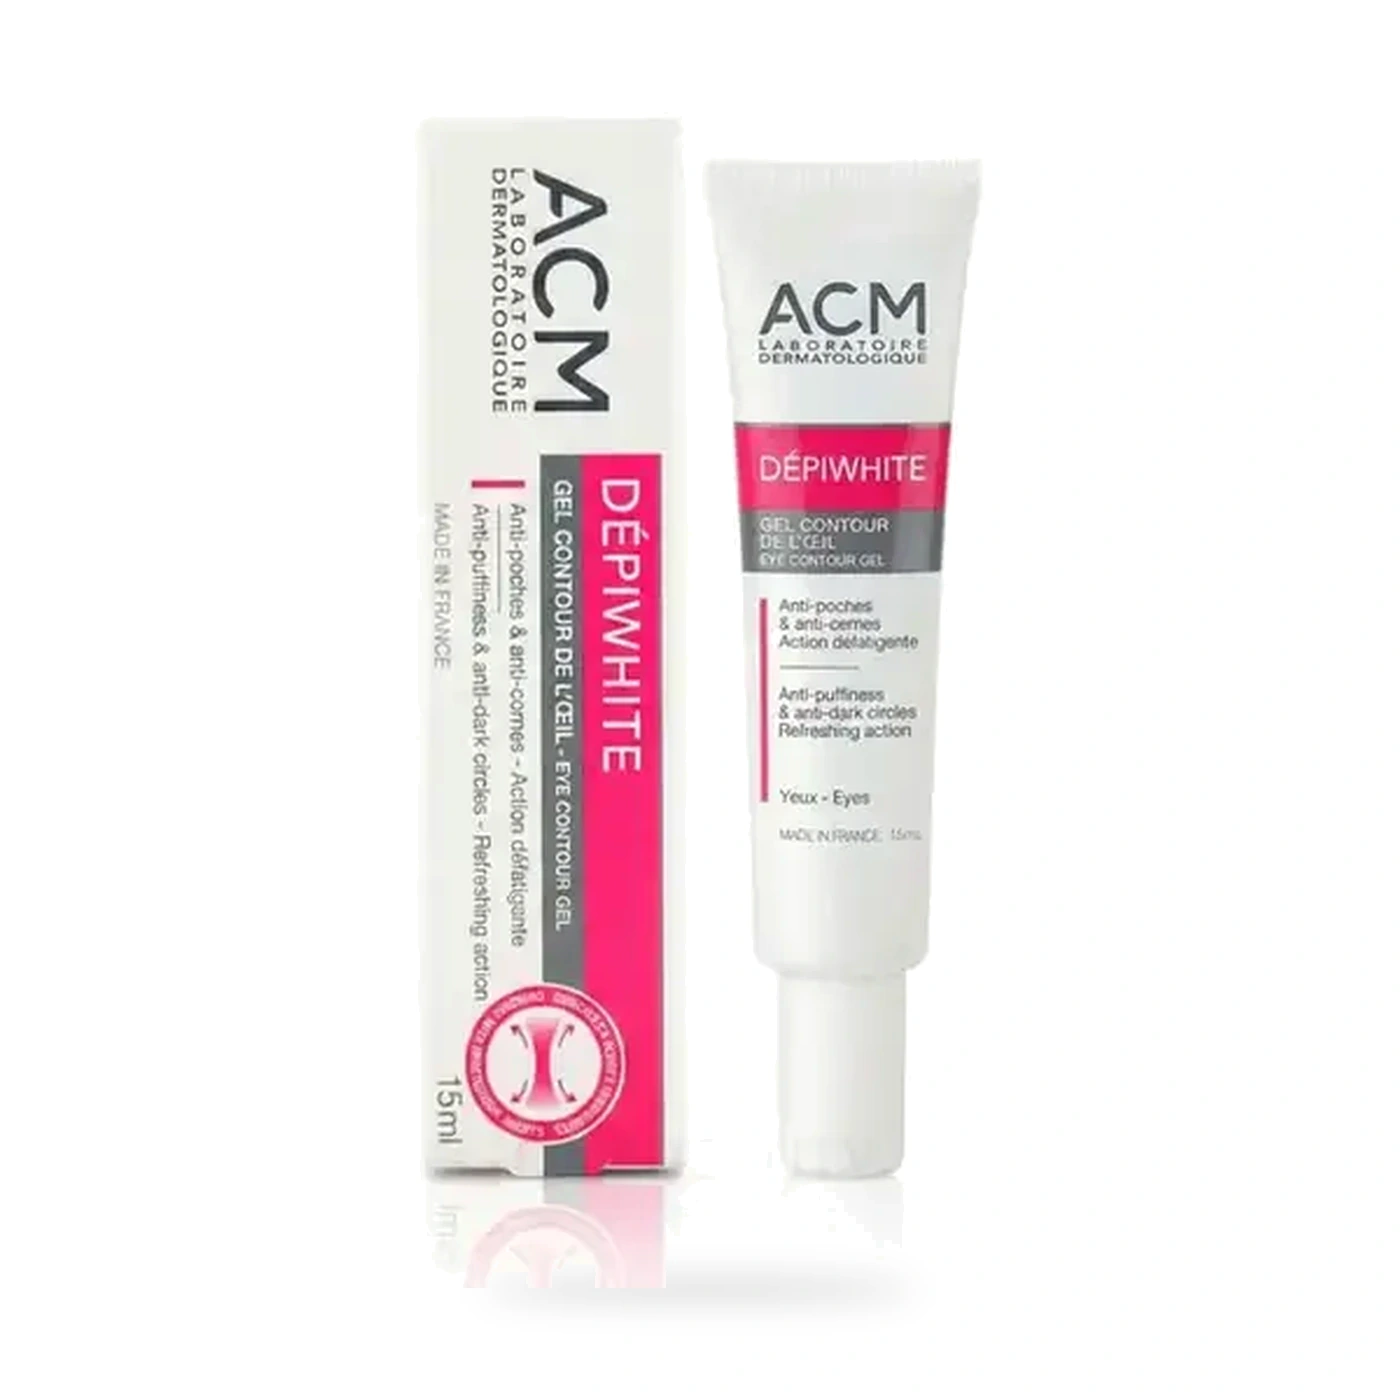 ACM
LABORATOIRE
DERMATOLOGIQUE
DÉPIWHITE
GEL CONTOUR DE L'ŒIL - EYE CONTOUR GEL
Anti-poches & anti-cernes - Action défatigante
Anti-puffiness & anti-dark circles - Refreshing action
MADE IN FRANCE
15ml
ACM
LABORATOIRE
DERMATOLOGIQUE
DÉPIWHITE
GEL CONTOUR
DE L'ŒIL
EYE CONTOUR GEL
Anti-poches
& anti-cernes
Action défatigante
Anti-puffiness
& anti-dark circles
Refreshing action
Yeux - Eyes
MADE IN FRANCE